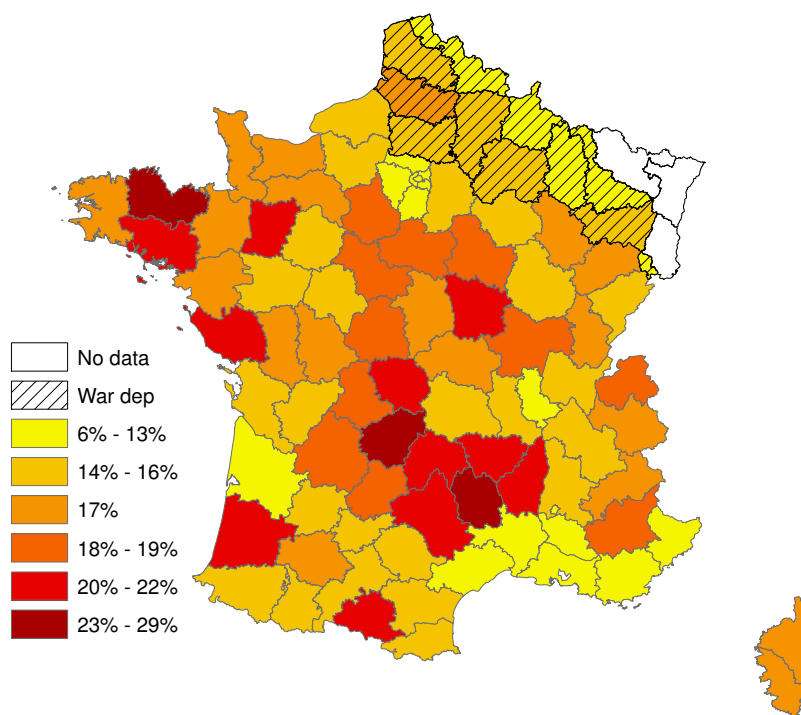 No data
War dep
6% - 13%
14% - 16%
17%
18% - 19%
20% - 22%
23% - 29%